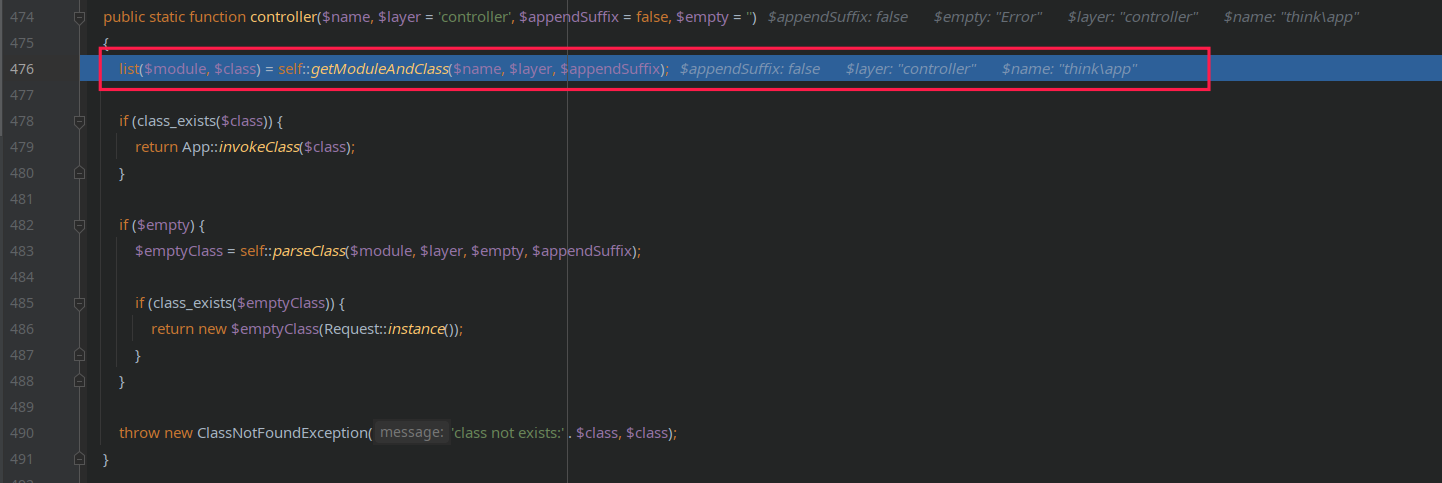 474 public static function controller($name, $layer = 'controller', $appendSuffix = false, $empty = '') $appendSuffix: false $empty: "Error" $layer: "controller" $name: "think\app"
475 {
476 list($module, $class) = self::getModuleAndClass($name, $layer, $appendSuffix); $appendSuffix: false $layer: "controller" $name: "think\app"
477
478 if (class_exists($class)) {
479 return App::invokeClass($class);
480 }
481
482 if ($empty) {
483 $emptyClass = self::parseClass($module, $layer, $empty, $appendSuffix);
484
485 if (class_exists($emptyClass)) {
486 return new $emptyClass(Request::instance());
487 }
488 }
489
490 throw new ClassNotFoundException( message: 'class not exists:' . $class, $class);
491 }